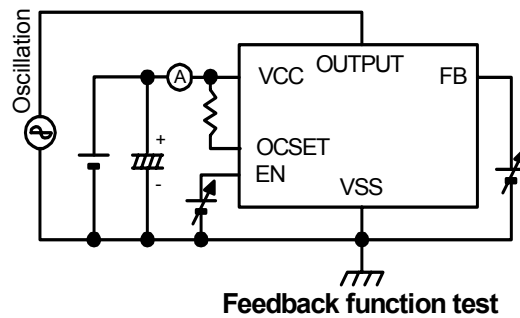 Oscillation
A
VCC
OUTPUT
FB
+
-
OCSET
EN
VSS
Feedback function test